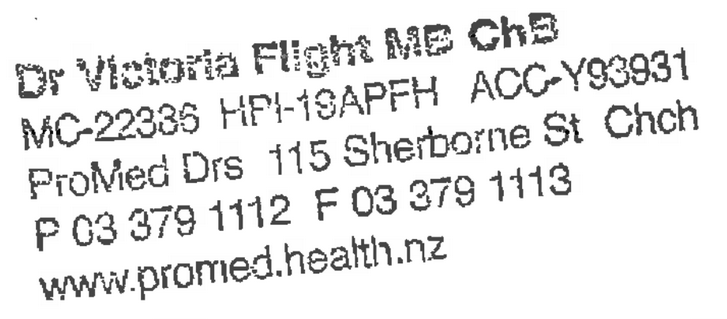 Dr Victoria Flight MB ChB
MC-22336 HPI-19APFH ACC-Y93931
ProMed Drs 115 Sherborne St Chch
P 03 379 1112 F 03 379 1113
www.promed.health.nz